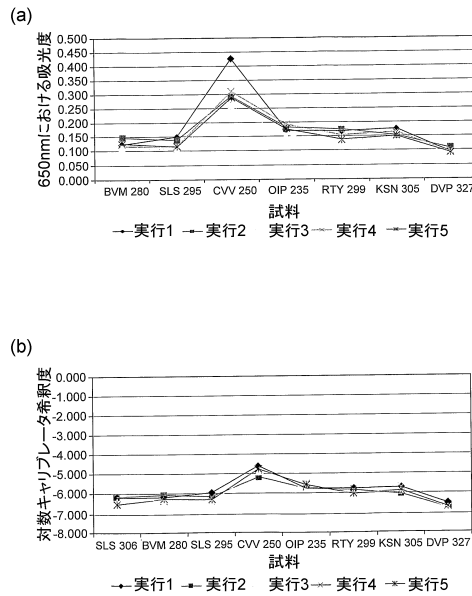 (a)
650nmにおける吸光度
0.500
0.450
0.400
0.350
0.300
0.250
0.200
0.150
0.100
0.050
0.000
BVM 280 SLS 295 CVV 250 OIP 235 RTY 299 KSN 305 DVP 327
試料
実行1 実行2 実行3 実行4 実行5
(b)
対数キャリブレータ希釈度
0.000
-1.000
-2.000
-3.000
-4.000
-5.000
-6.000
-7.000
-8.000
SLS 306 BVM 280 SLS 295 CVV 250 OIP 235 RTY 299 KSN 305 DVP 327
試料
実行1 実行2 実行3 実行4 実行5